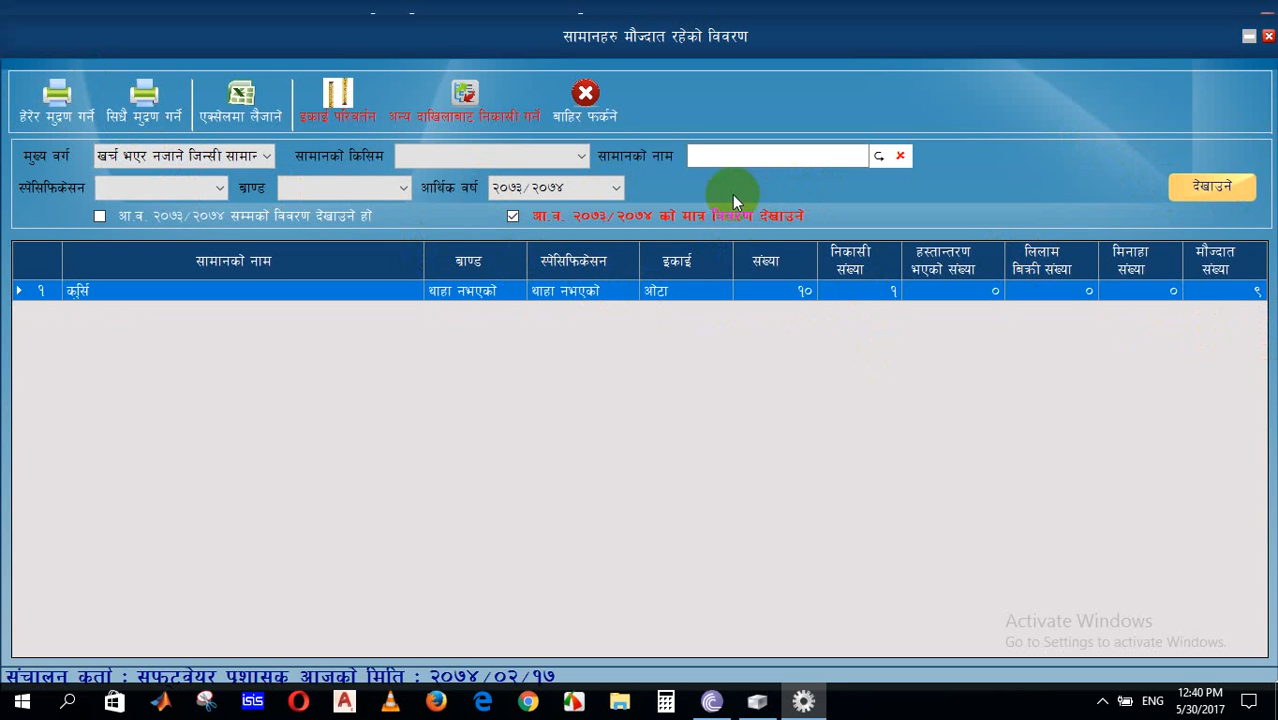 सामानहरु मौज्दात रहेको विवरण
हेरेर मुद्रण गर्ने सिधै मुद्रण गर्ने एक्सेलमा लैजाने इकाई परिबर्तन अन्य दाखिलाबाट निकासी गर्ने बाहिर फर्कने
मुख्य वर्ग खर्च भएर नजाने जिन्सी सामान सामानको किसिम सामानको नाम
स्पेसिफिकेसन ब्राण्ड आर्थिक वर्ष २०७३/२०७४ देखाउने
आ.व. २०७३/२०७४ सम्मको विवरण देखाउने हो आ.व. २०७३/२०७४ को मात्र विवरण देखाउने
सामानको नाम ब्राण्ड स्पेसिफिकेसन इकाई संख्या निकासी संख्या हस्तान्तरण भएको संख्या लिलाम बिक्री संख्या मिनाहा संख्या मौज्दात संख्या
१ कुर्सि थाहा नभएको थाहा नभएको ओटा १० १ ० ० ० ९
Activate Windows
Go to Settings to activate Windows.
संचालन कर्ता : सफ्टवेयर प्रशासक आजको मिति : २०७४/०२/१७
isis
ENG
12:40 PM
5/30/2017